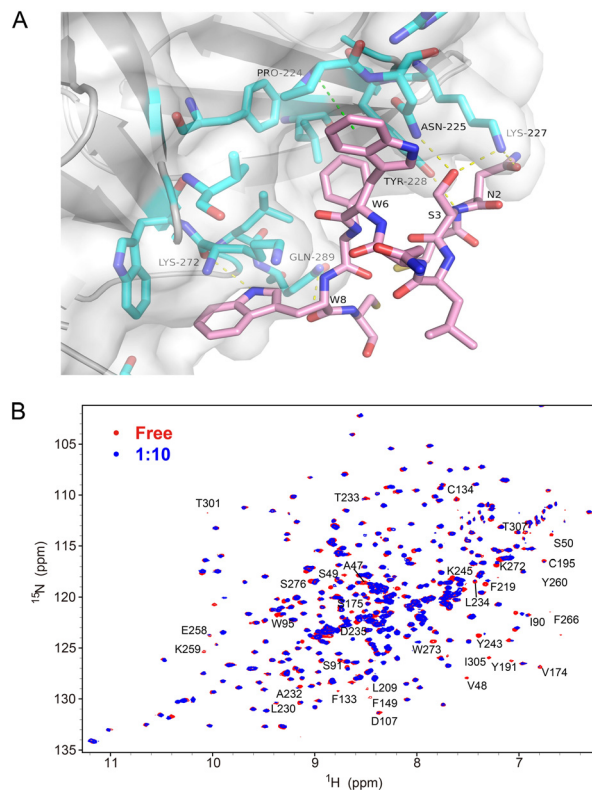 A
PRO-224
ASN-225
LYS-227
TYR-228
W6
S3
N2
LYS-272
GLN-289
W8
B
Free
1:10
105
110
115
120
125
130
135
15N (ppm)
C134
T233
T301
T307
S50
A47
S49
K245
K272
C195
S276
F219
Y260
S175
L234
W95
D235
I90
F266
E258
Y243
K259
W273
I305
Y191
V174
S91
V48
A232
L209
F133
F149
L230
D107
11
10
9
8
7
1H (ppm)